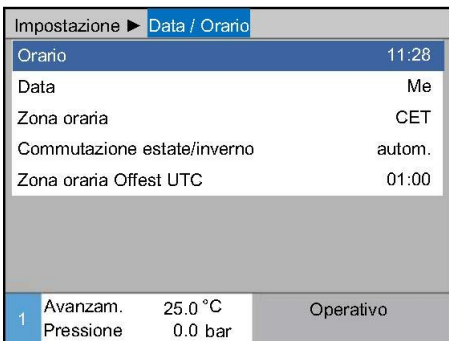 Impostazione ► Data / Orario
Orario 11:28
Data Me
Zona oraria CET
Commutazione estate/inverno autom.
Zona oraria Offest UTC 01:00
1 Avanzam. 25.0 °C Operativo
Pressione 0.0 bar